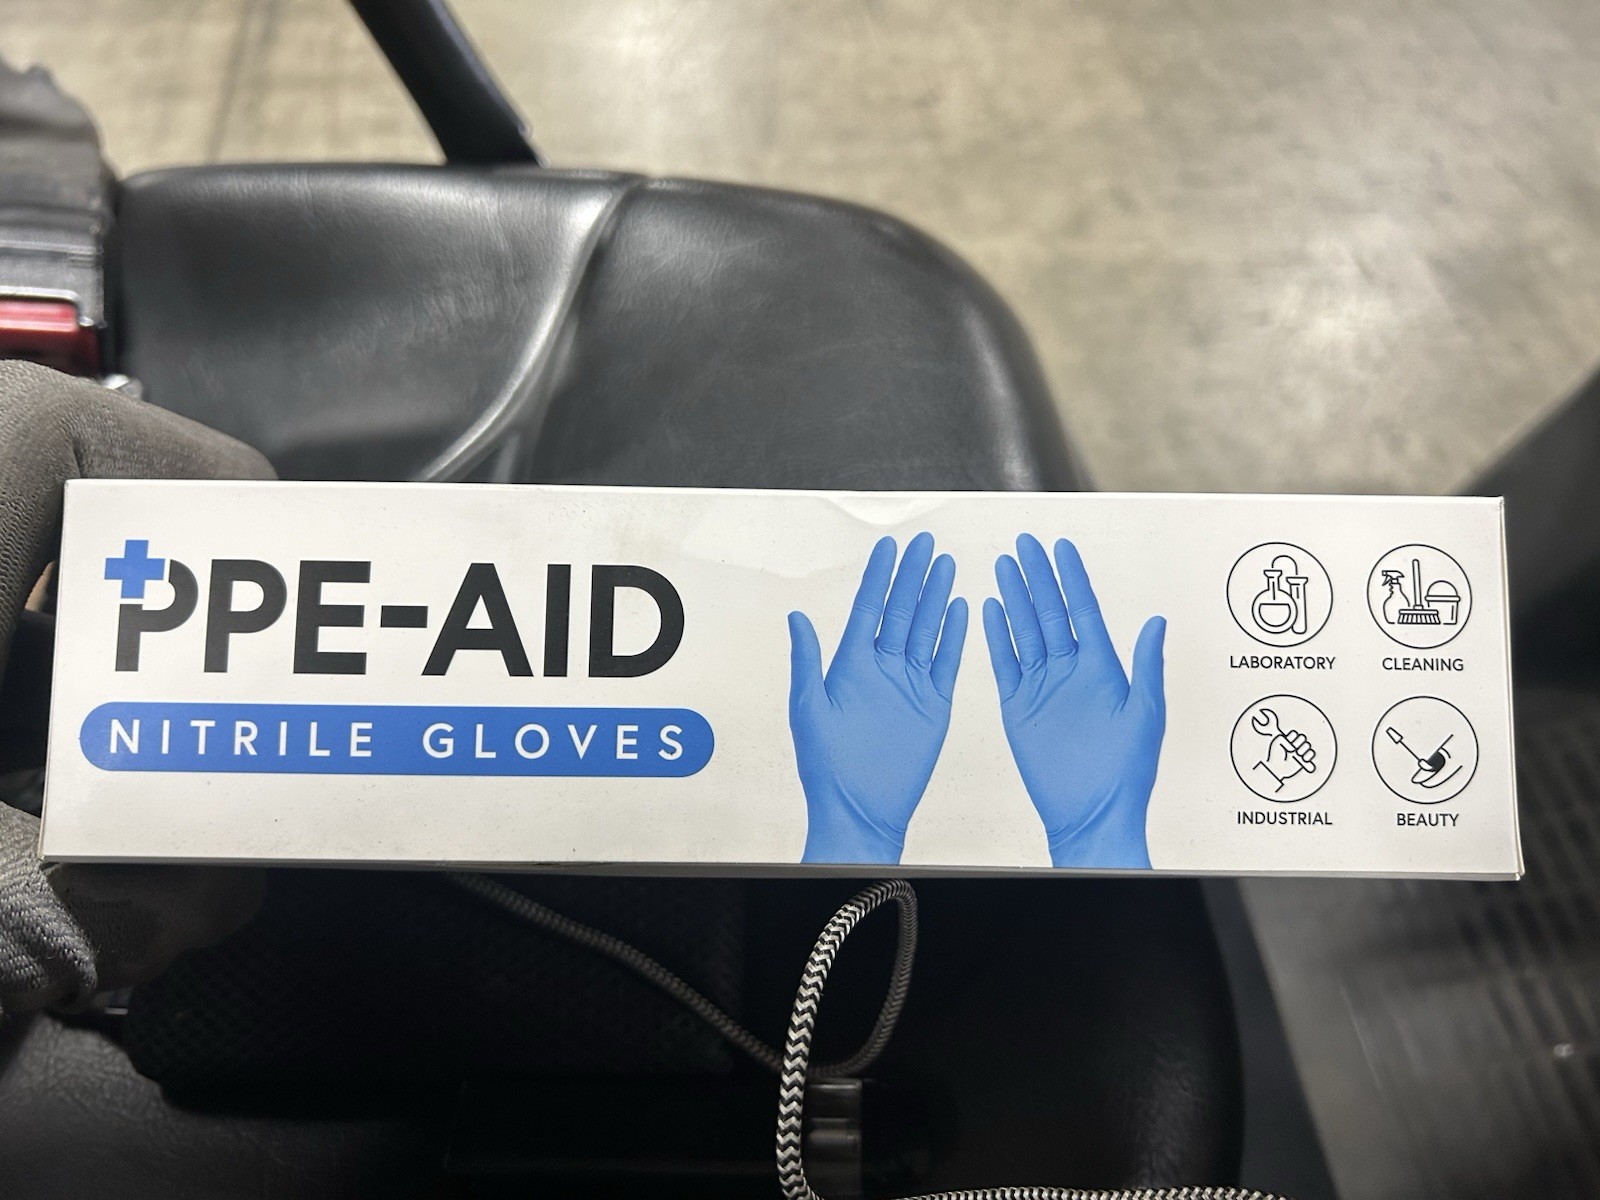 PPE-AID
NITRILE GLOVES
LABORATORY
CLEANING
INDUSTRIAL
BEAUTY